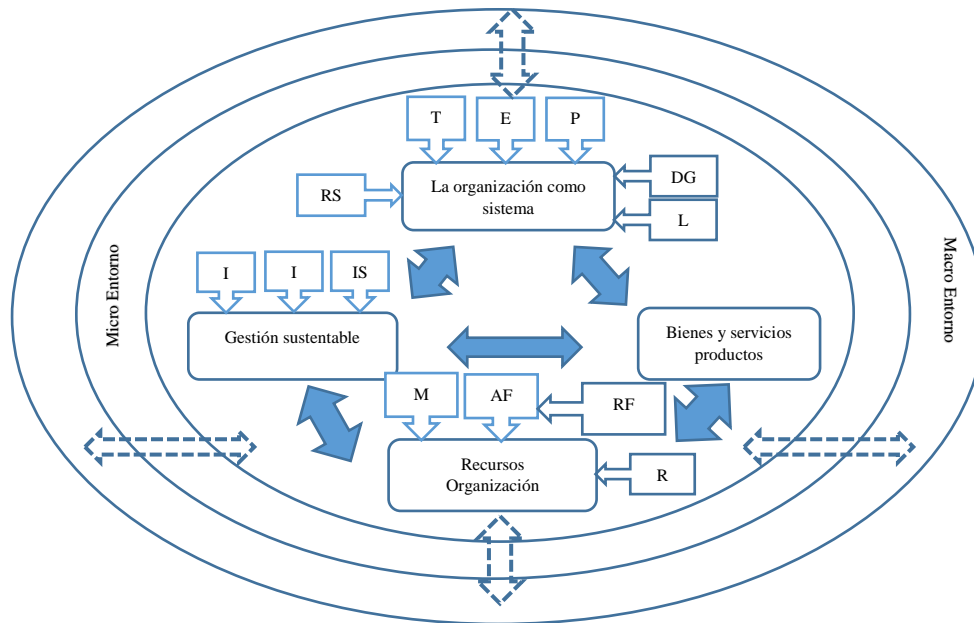 T
E
P
La organización como
sistema
DG
RS
L
I
I
IS
Micro Entorno
Macro Entorno
Gestión sustentable
Bienes y servicios
productos
M
AF
RF
Recursos
Organización
R